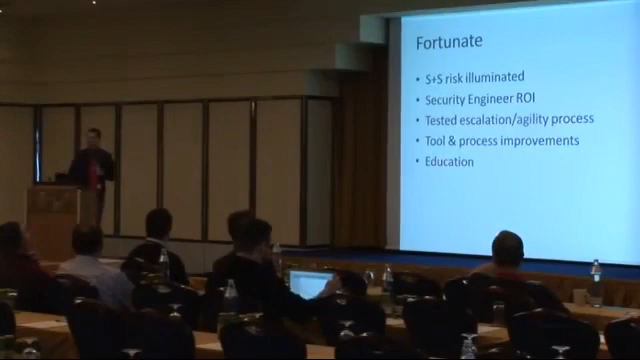 Fortunate
• S+S risk illuminated
• Security Engineer ROI
• Tested escalation/agility process
• Tool & process improvements
• Education